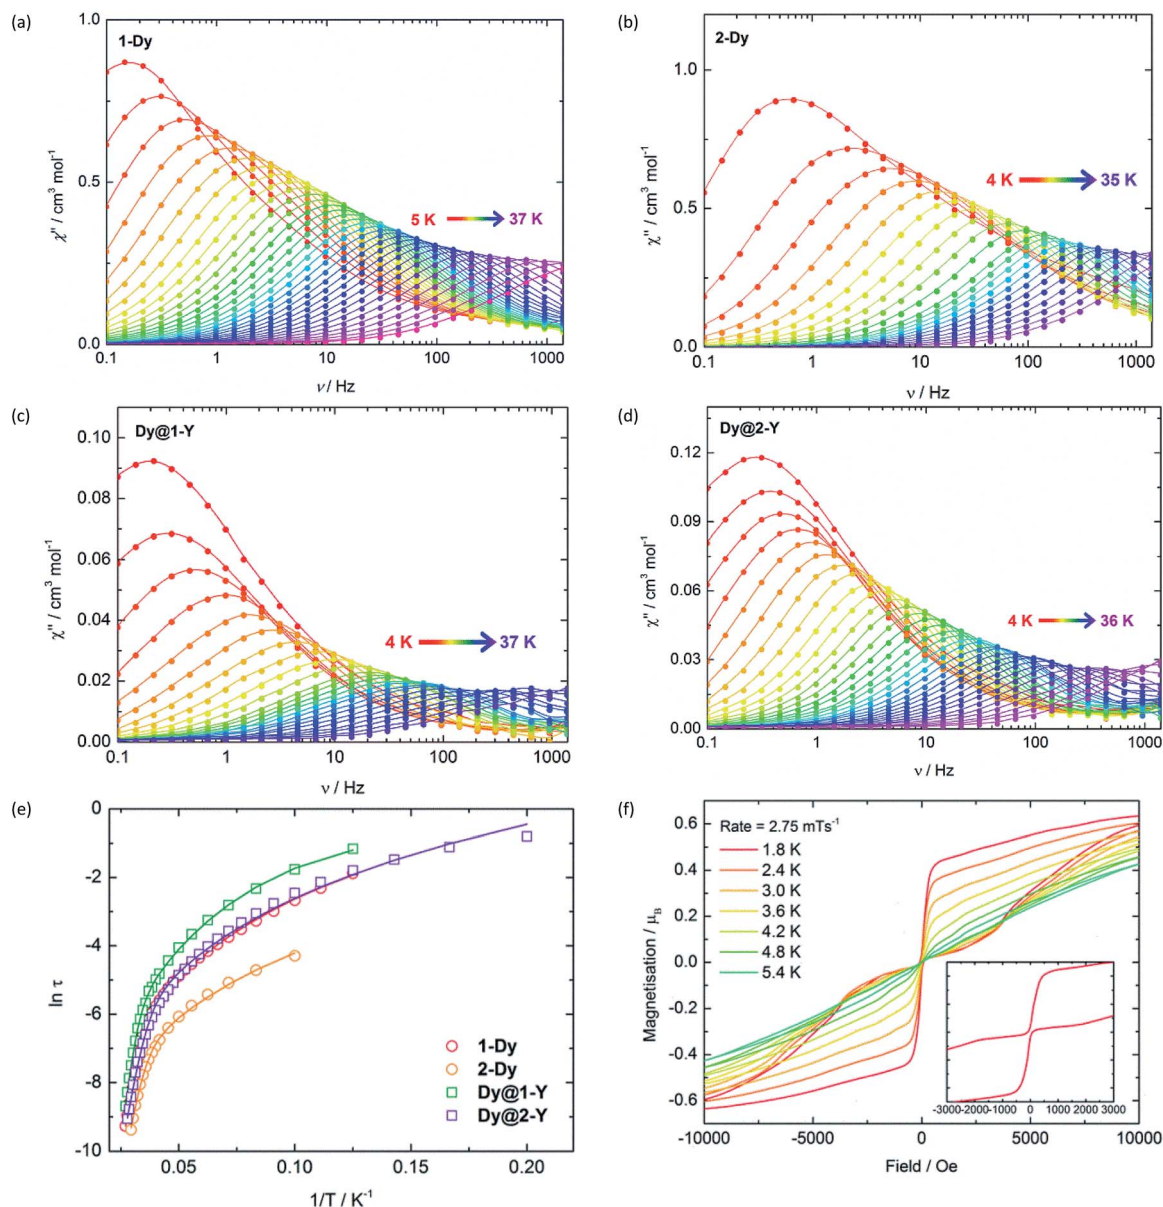 (a)
1-Dy
1.0
0.5
0.0
χ'' / cm³ mol⁻¹
5 K 37 K
0.1 1 10 100 1000
ν / Hz
(b)
2-Dy
1.0
0.5
0.0
χ'' / cm³ mol⁻¹
4 K 35 K
0.1 1 10 100 1000
ν / Hz
(c)
Dy@1-Y
0.10
0.08
0.06
0.04
0.02
0.00
χ'' / cm³ mol⁻¹
4 K 37 K
0.1 1 10 100 1000
ν / Hz
(d)
Dy@2-Y
0.12
0.09
0.06
0.03
0.00
χ'' / cm³ mol⁻¹
4 K 36 K
0.1 1 10 100 1000
ν / Hz
(e)
0
-2
-4
-6
-8
-10
ln τ
1-Dy
2-Dy
Dy@1-Y
Dy@2-Y
0.05 0.10 0.15 0.20
1/T / K⁻¹
(f)
0.6
0.4
0.2
0.0
-0.2
-0.4
-0.6
Magnetisation / μB
Rate = 2.75 mTs⁻¹
1.8 K
2.4 K
3.0 K
3.6 K
4.2 K
4.8 K
5.4 K
-3000 -2000 -1000 0 1000 2000 3000
-10000 -5000 0 5000 10000
Field / Oe